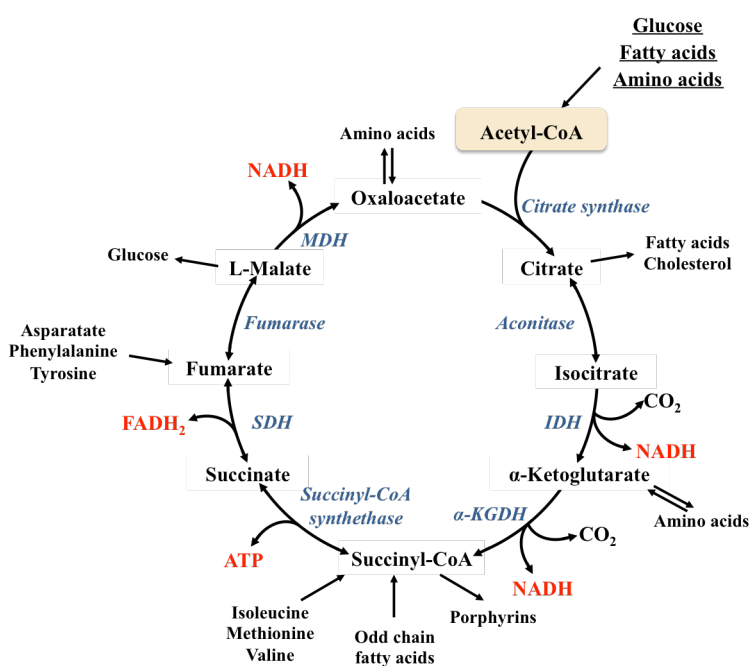 Glucose
Fatty acids
Amino acids
Acetyl-CoA
Amino acids
NADH
Oxaloacetate
Citrate synthase
MDH
Glucose
L-Malate
Citrate
Fatty acids
Cholesterol
Fumarase
Aconitase
Asparatate
Phenylalanine
Tyrosine
Fumarate
Isocitrate
CO₂
FADH₂
SDH
IDH
NADH
Succinate
α-Ketoglutarate
Succinyl-CoA
synthethase
α-KGDH
Amino acids
CO₂
ATP
Succinyl-CoA
NADH
Isoleucine
Methionine
Valine
Odd chain
fatty acids
Porphyrins